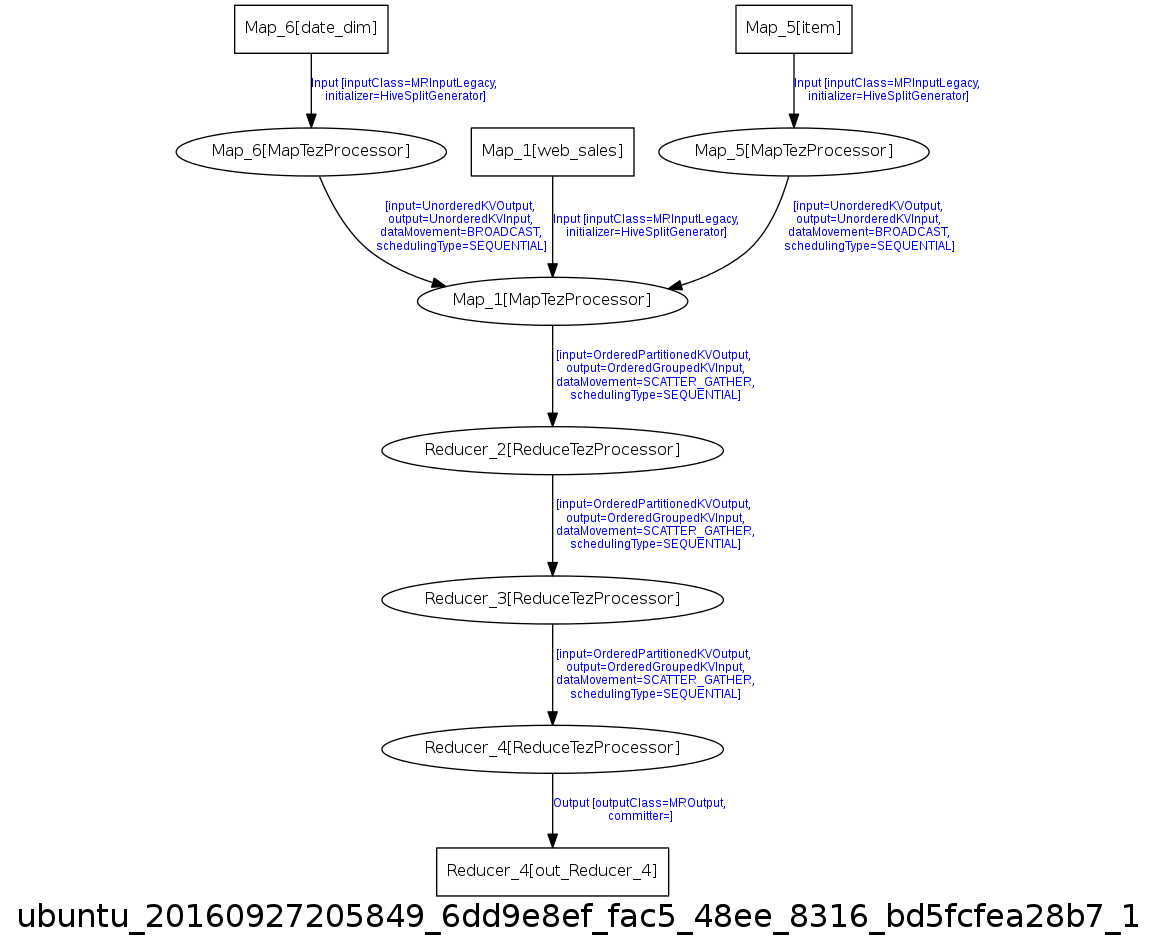 Map_6[date_dim]
Map_5[item]
Input [inputClass=MRInputLegacy,
initializer=HiveSplitGenerator]
Input [inputClass=MRInputLegacy,
initializer=HiveSplitGenerator]
Map_6[MapTezProcessor]
Map_1[web_sales]
Map_5[MapTezProcessor]
[input=UnorderedKVOutput,
output=UnorderedKVInput,
dataMovement=BROADCAST,
schedulingType=SEQUENTIAL]
Input [inputClass=MRInputLegacy,
initializer=HiveSplitGenerator]
[input=UnorderedKVOutput,
output=UnorderedKVInput,
dataMovement=BROADCAST,
schedulingType=SEQUENTIAL]
Map_1[MapTezProcessor]
[input=OrderedPartitionedKVOutput,
output=OrderedGroupedKVInput,
dataMovement=SCATTER_GATHER,
schedulingType=SEQUENTIAL]
Reducer_2[ReduceTezProcessor]
[input=OrderedPartitionedKVOutput,
output=OrderedGroupedKVInput,
dataMovement=SCATTER_GATHER,
schedulingType=SEQUENTIAL]
Reducer_3[ReduceTezProcessor]
[input=OrderedPartitionedKVOutput,
output=OrderedGroupedKVInput,
dataMovement=SCATTER_GATHER,
schedulingType=SEQUENTIAL]
Reducer_4[ReduceTezProcessor]
Output [outputClass=MROutput,
committer=]
Reducer_4[out_Reducer_4]
ubuntu_20160927205849_6dd9e8ef_fac5_48ee_8316_bd5fcfea28b7_1